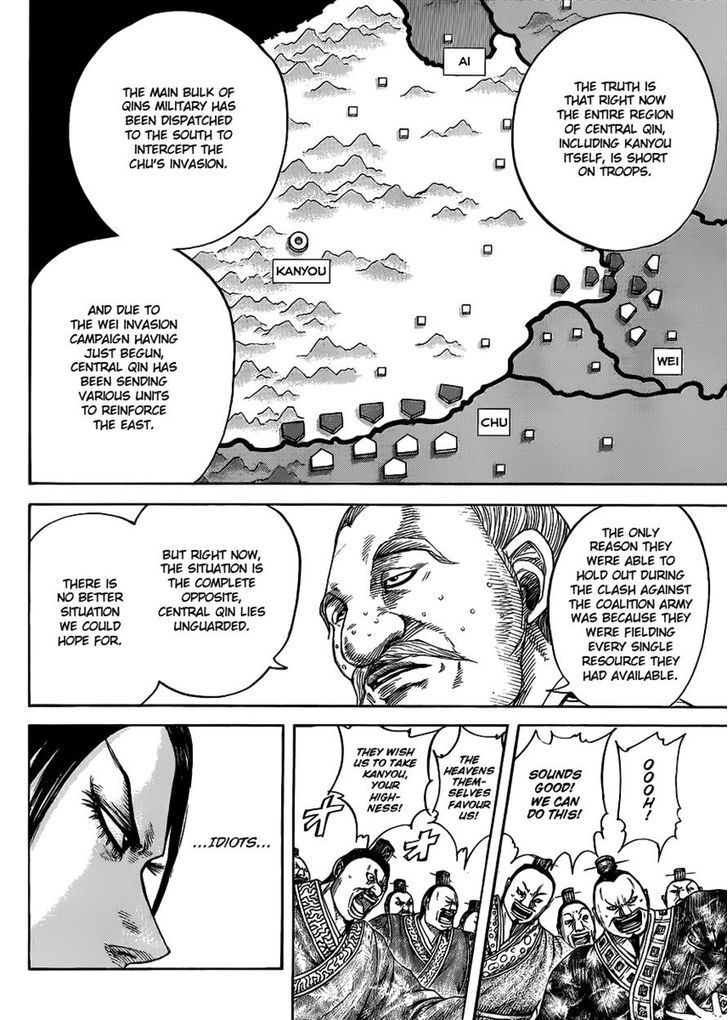 THE TRUTH IS
THAT RIGHT NOW
THE ENTIRE REGION
OF CENTRAL QIN,
INCLUDING KANYOU
ITSELF, IS SHORT
ON TROOPS.
THE MAIN BULK OF
QINS MILITARY HAS
BEEN DISPATCHED
TO THE SOUTH TO
INTERCEPT THE
CHU'S INVASION.
AND DUE TO
THE WEI INVASION
CAMPAIGN HAVING
JUST BEGUN,
CENTRAL QIN HAS
BEEN SENDING
VARIOUS UNITS
TO REINFORCE
THE EAST.
AI
KANYOU
WEI
CHU
THE ONLY
REASON THEY
WERE ABLE TO
HOLD OUT DURING
THE CLASH AGAINST
THE COALITION ARMY
WAS BECAUSE THEY
WERE FIELDING
EVERY SINGLE
RESOURCE THEY
HAD AVAILABLE.
BUT RIGHT NOW,
THE SITUATION IS
THE COMPLETE
OPPOSITE,
CENTRAL QIN LIES
UNGUARDED.
THERE IS
NO BETTER
SITUATION
WE COULD
HOPE FOR.
OOOH!
SOUNDS
GOOD!
WE CAN
DO THIS!
THE
HEAVENS
THEM-
SELVES
FAVOUR
US!
THEY WISH
US TO TAKE
KANYOU,
YOUR
HIGH-
NESS!
...IDIOTS...